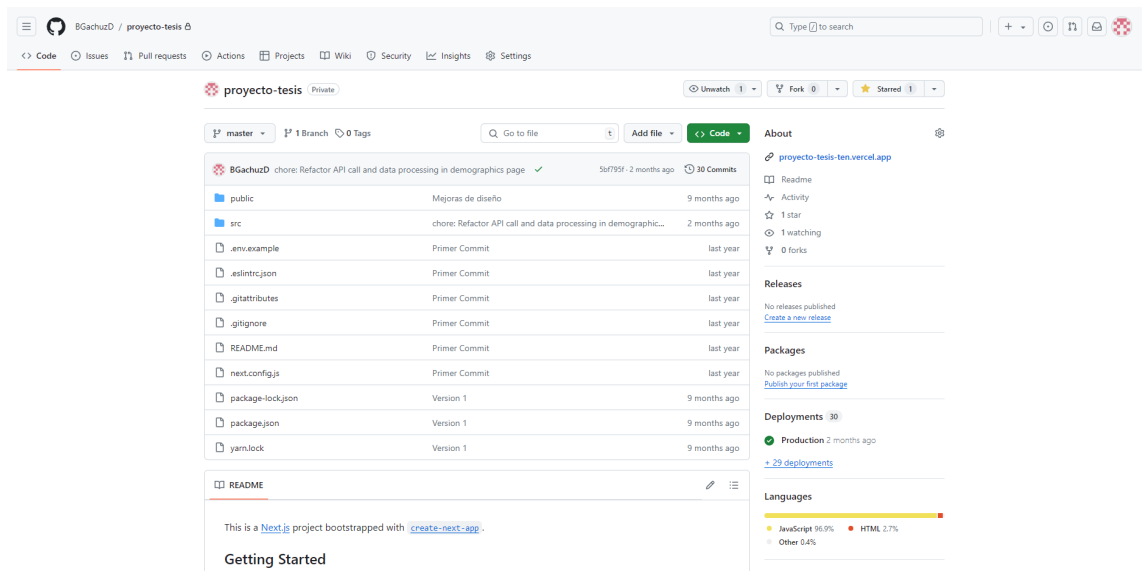 BGachuzD / proyecto-tesis
Type / to search
Code Issues Pull requests Actions Projects Wiki Security Insights Settings
proyecto-tesis Private
Unwatch 1 Fork 0 Starred 1
master 1 Branch 0 Tags
Go to file t
Add file
Code
BGachuzD chore: Refactor API call and data processing in demographics page 5bf795f · 2 months ago 30 Commits
public Mejoras de diseño 9 months ago
src chore: Refactor API call and data processing in demographic... 2 months ago
.env.example Primer Commit last year
.eslintrc.json Primer Commit last year
.gitattributes Primer Commit last year
.gitignore Primer Commit last year
README.md Primer Commit last year
next.config.js Primer Commit last year
package-lock.json Version 1 9 months ago
package.json Version 1 9 months ago
yarn.lock Version 1 9 months ago
README
This is a Next.js project bootstrapped with create-next-app.
Getting Started
About
proyecto-tesis-ten.vercel.app
Readme
Activity
1 star
1 watching
0 forks
Releases
No releases published
Create a new release
Packages
No packages published
Publish your first package
Deployments 30
Production 2 months ago
+ 29 deployments
Languages
JavaScript 96.9% HTML 2.7%
Other 0.4%